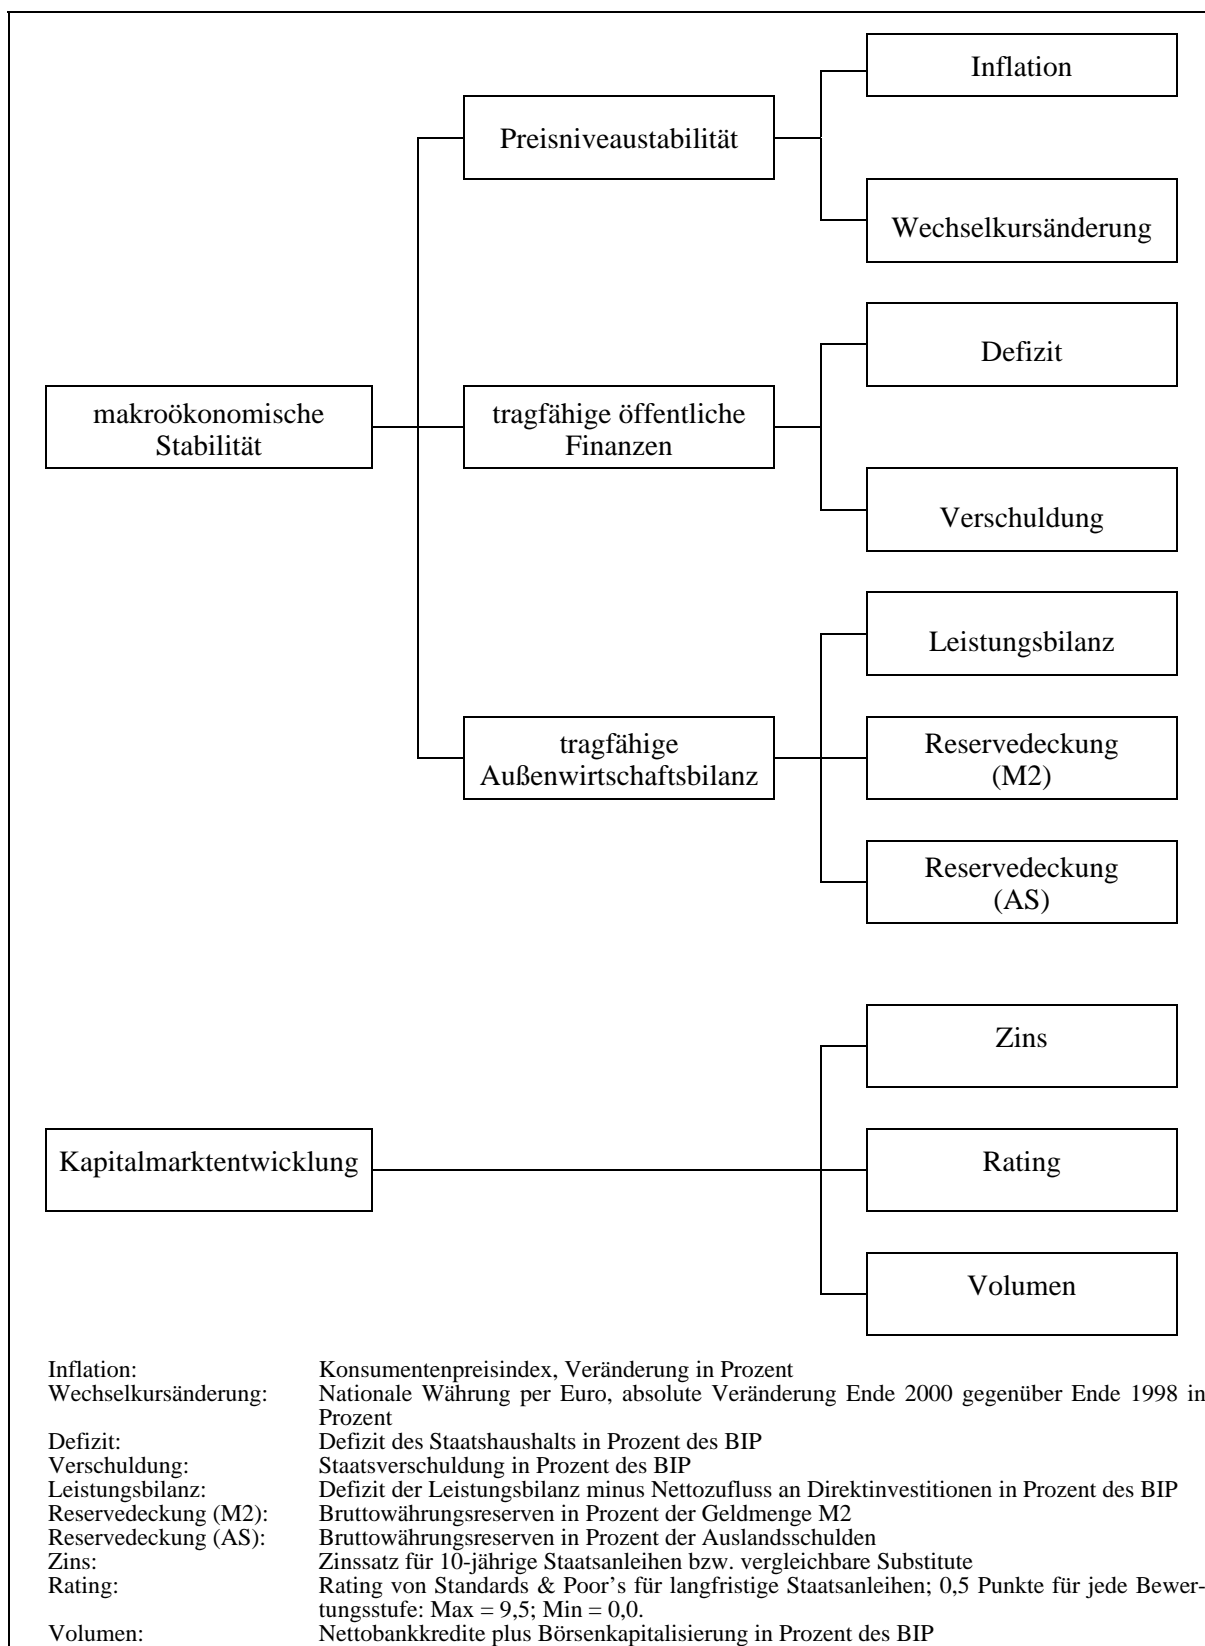 Inflation
Preisniveaustabilität
Wechselkursänderung
Defizit
makroökonomische
Stabilität
tragfähige öffentliche
Finanzen
Verschuldung
Leistungsbilanz
tragfähige
Außenwirtschaftsbilanz
Reservedeckung
(M2)
Reservedeckung
(AS)
Zins
Kapitalmarktentwicklung
Rating
Volumen
Inflation: Konsumentenpreisindex, Veränderung in Prozent
Wechselkursänderung: Nationale Währung per Euro, absolute Veränderung Ende 2000 gegenüber Ende 1998 in
Prozent
Defizit: Defizit des Staatshaushalts in Prozent des BIP
Verschuldung: Staatsverschuldung in Prozent des BIP
Leistungsbilanz: Defizit der Leistungsbilanz minus Nettozufluss an Direktinvestitionen in Prozent des BIP
Reservedeckung (M2): Bruttowährungsreserven in Prozent der Geldmenge M2
Reservedeckung (AS): Bruttowährungsreserven in Prozent der Auslandsschulden
Zins: Zinssatz für 10-jährige Staatsanleihen bzw. vergleichbare Substitute
Rating: Rating von Standards & Poor's für langfristige Staatsanleihen; 0,5 Punkte für jede Bewer-
tungsstufe: Max = 9,5; Min = 0,0.
Volumen: Nettobankkredite plus Börsenkapitalisierung in Prozent des BIP